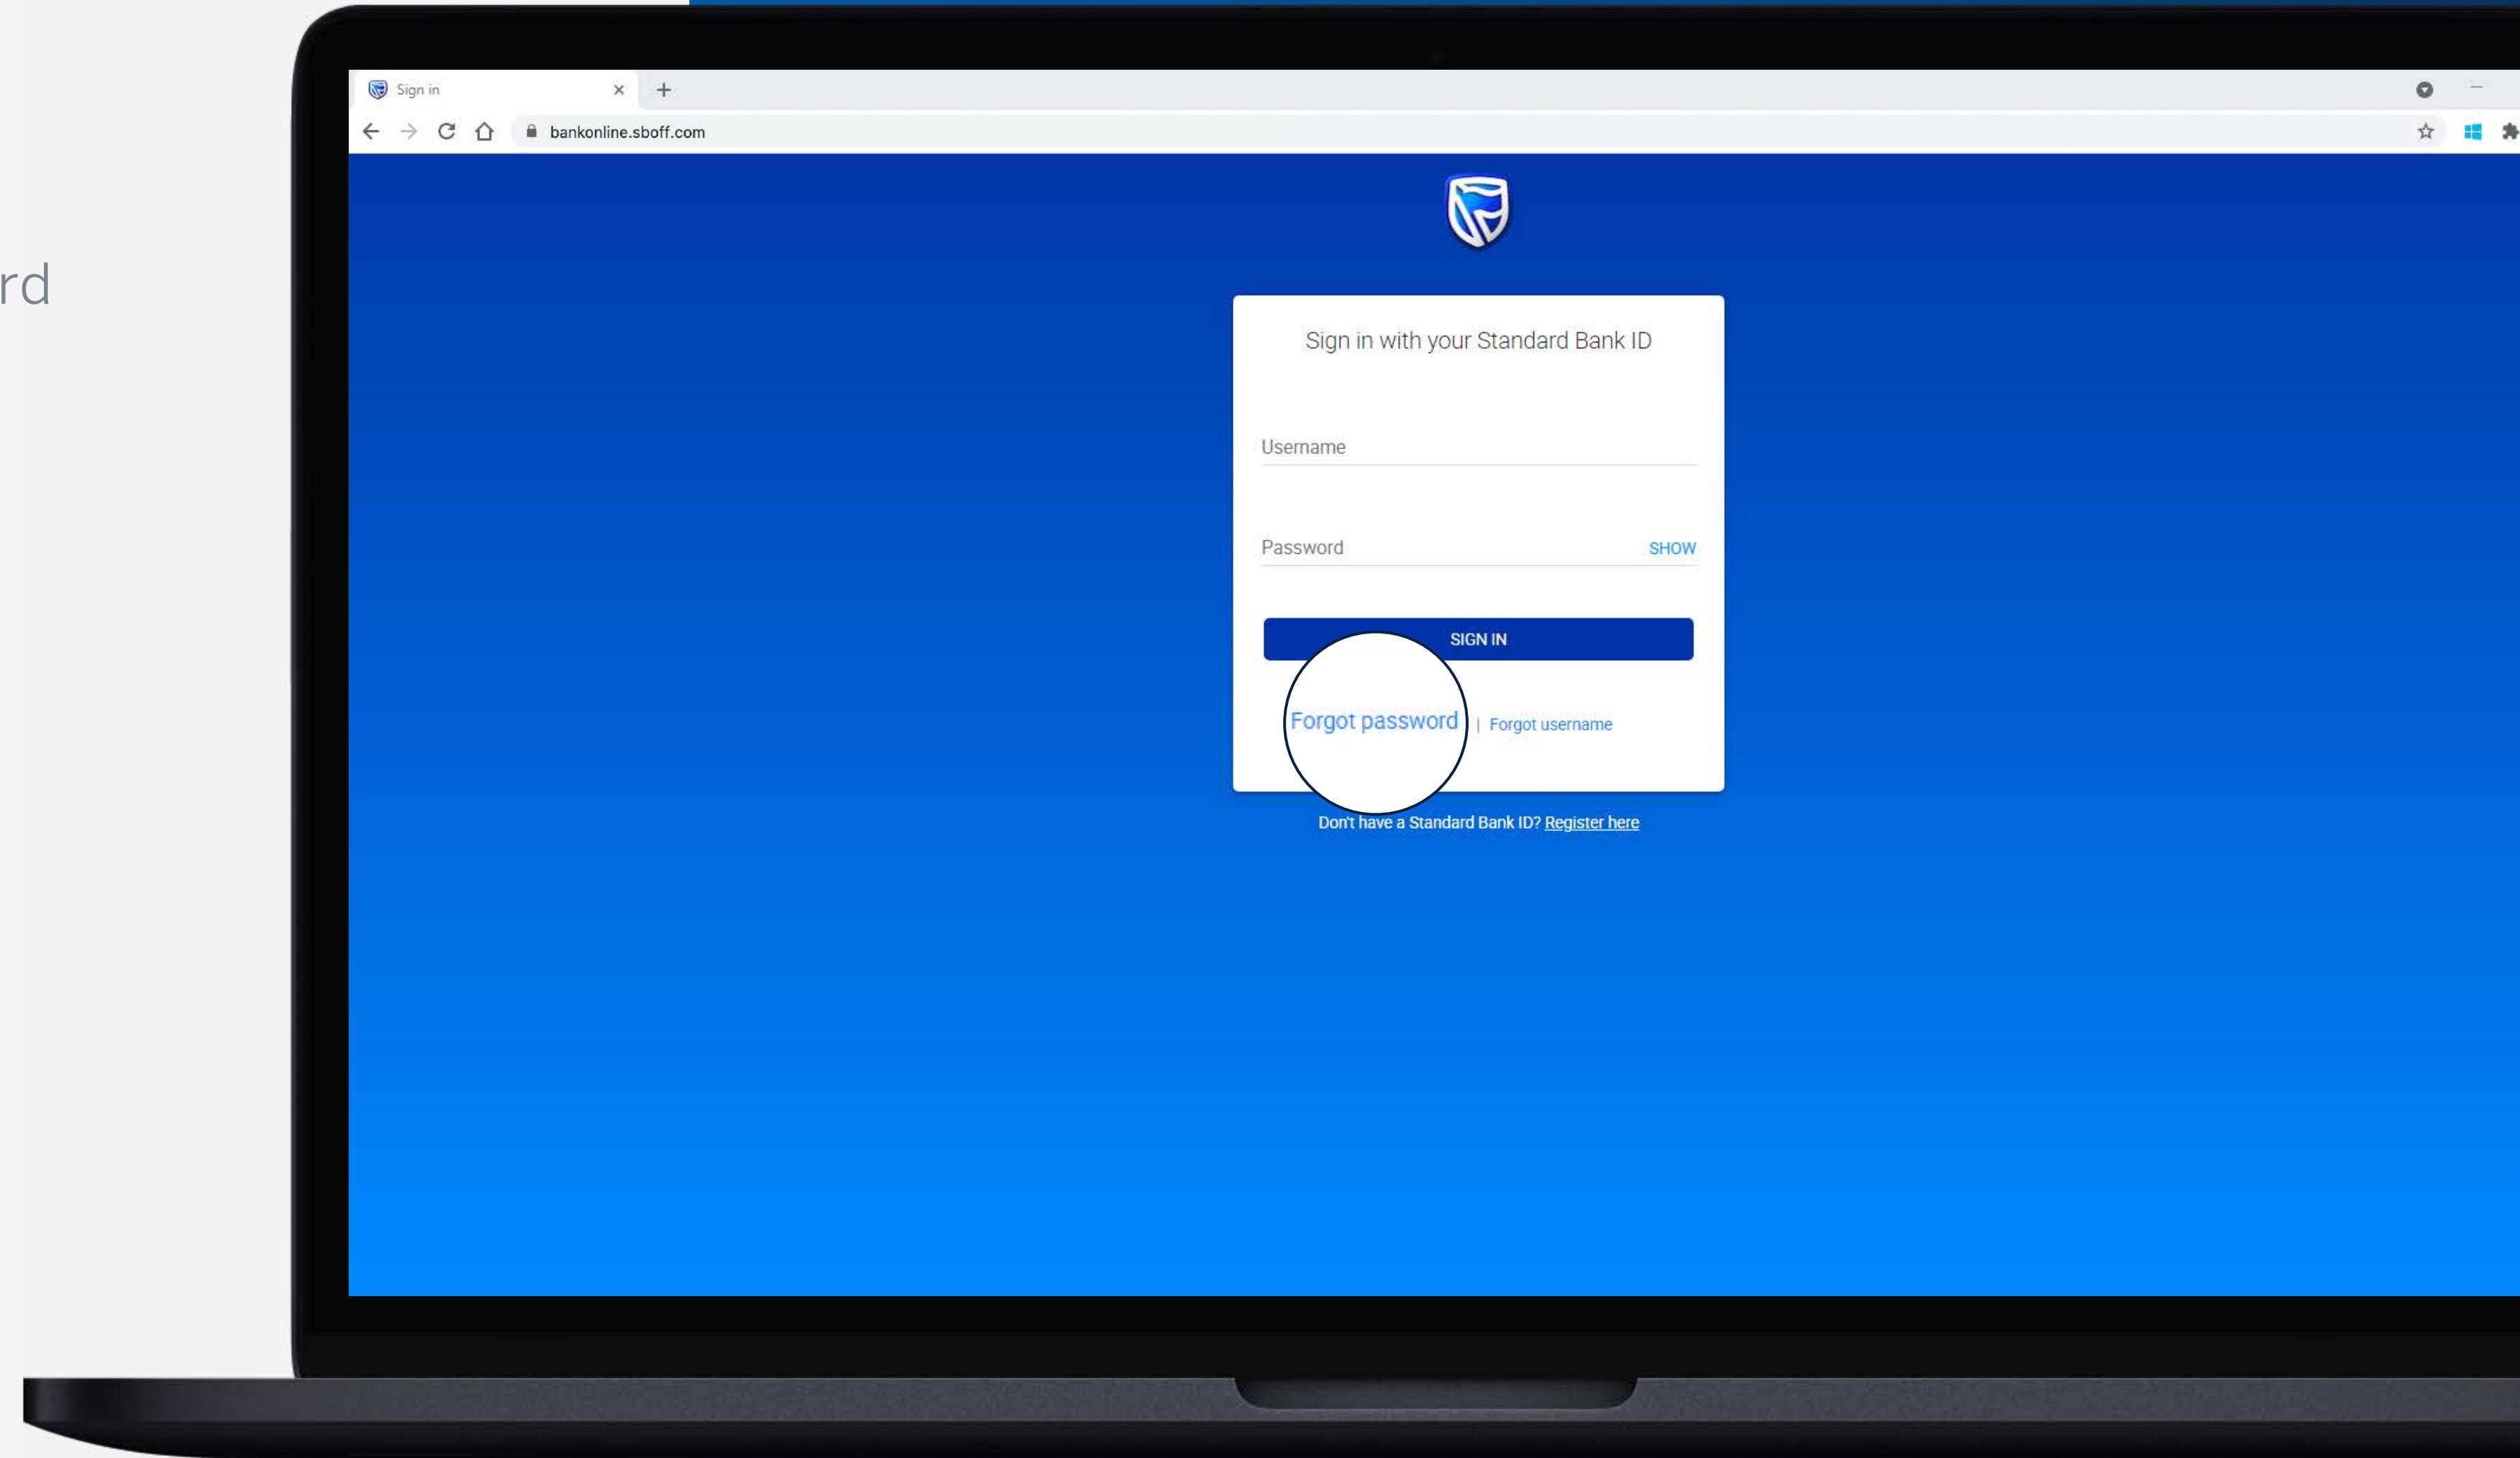 rd
Sign in
bankonline.sboff.com
Sign in with your Standard Bank ID
Username
Password SHOW
SIGN IN
Forgot password | Forgot username
Don't have a Standard Bank ID? Register here